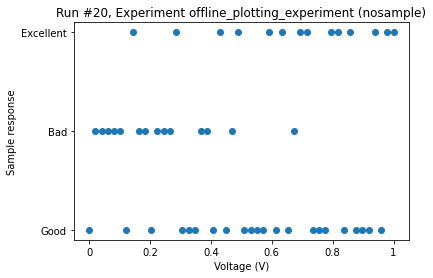 Run #20, Experiment offline_plotting_experiment (nosample)
Excellent
Bad
Good
Sample response
0
0.2
0.4
0.6
0.8
1
Voltage (V)